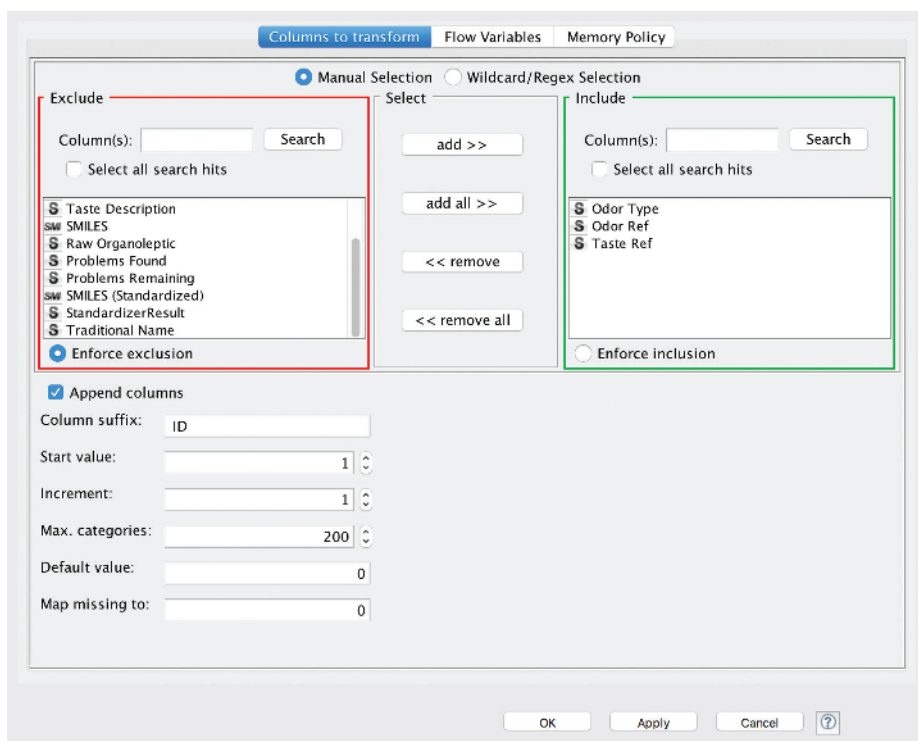 Columns to transform Flow Variables Memory Policy
Manual Selection Wildcard/Regex Selection
Exclude Select Include
Column(s): Search add >> Column(s): Search
Select all search hits Select all search hits
add all >>
<< remove
<< remove all
S Taste Description
SMI SMILES
S Raw Organoleptic
S Problems Found
S Problems Remaining
SMI SMILES (Standardized)
S StandardizerResult
S Traditional Name
S Odor Type
S Odor Ref
S Taste Ref
Enforce exclusion Enforce inclusion
Append columns
Column suffix: ID
Start value: 1
Increment: 1
Max. categories: 200
Default value: 0
Map missing to: 0
OK Apply Cancel ?